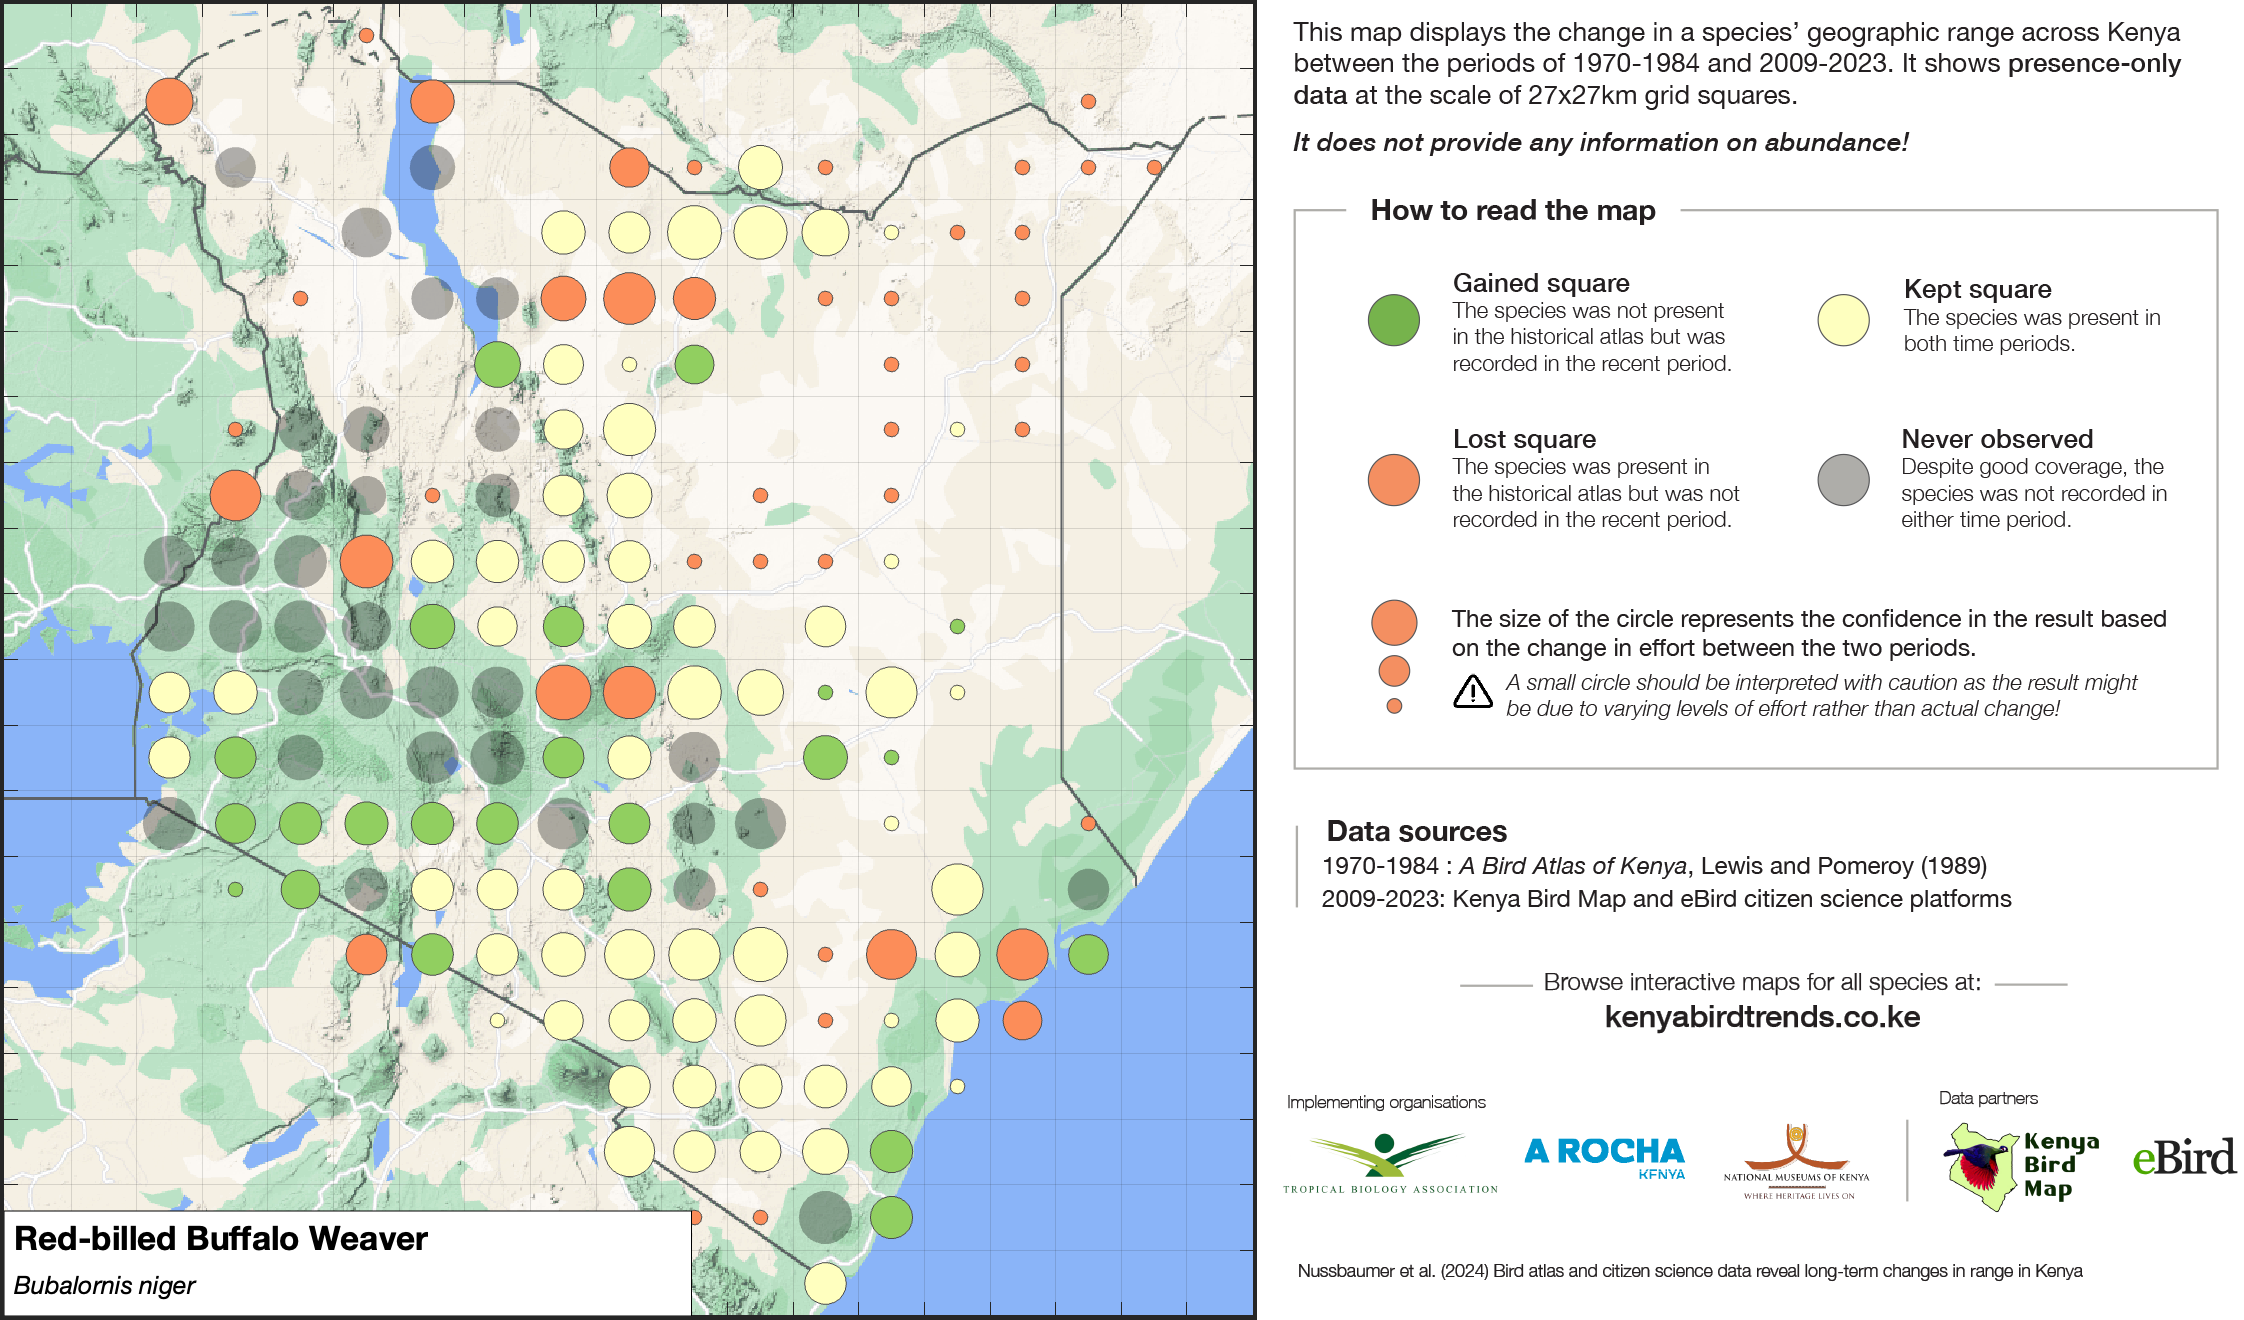 This map displays the change in a species’ geographic range across Kenya
between the periods of 1970-1984 and 2009-2023. It shows presence-only
data at the scale of 27x27km grid squares.
It does not provide any information on abundance!
How to read the map
Gained square
The species was not present
in the historical atlas but was
recorded in the recent period.
Kept square
The species was present in
both time periods.
Lost square
The species was present in
the historical atlas but was not
recorded in the recent period.
Never observed
Despite good coverage, the
species was not recorded in
either time period.
The size of the circle represents the confidence in the result based
on the change in effort between the two periods.
A small circle should be interpreted with caution as the result might
be due to varying levels of effort rather than actual change!
Data sources
1970-1984 : A Bird Atlas of Kenya, Lewis and Pomeroy (1989)
2009-2023: Kenya Bird Map and eBird citizen science platforms
Browse interactive maps for all species at:
kenyabirdtrends.co.ke
Implementing organisations
Data partners
TROPICAL BIOLOGY ASSOCIATION
A ROCHA
KENYA
NATIONAL MUSEUMS OF KENYA
WHERE HERITAGE LIVES ON
Kenya
Bird
Map
eBird
Nussbaumer et al. (2024) Bird atlas and citizen science data reveal long-term changes in range in Kenya
Red-billed Buffalo Weaver
Bubalornis niger